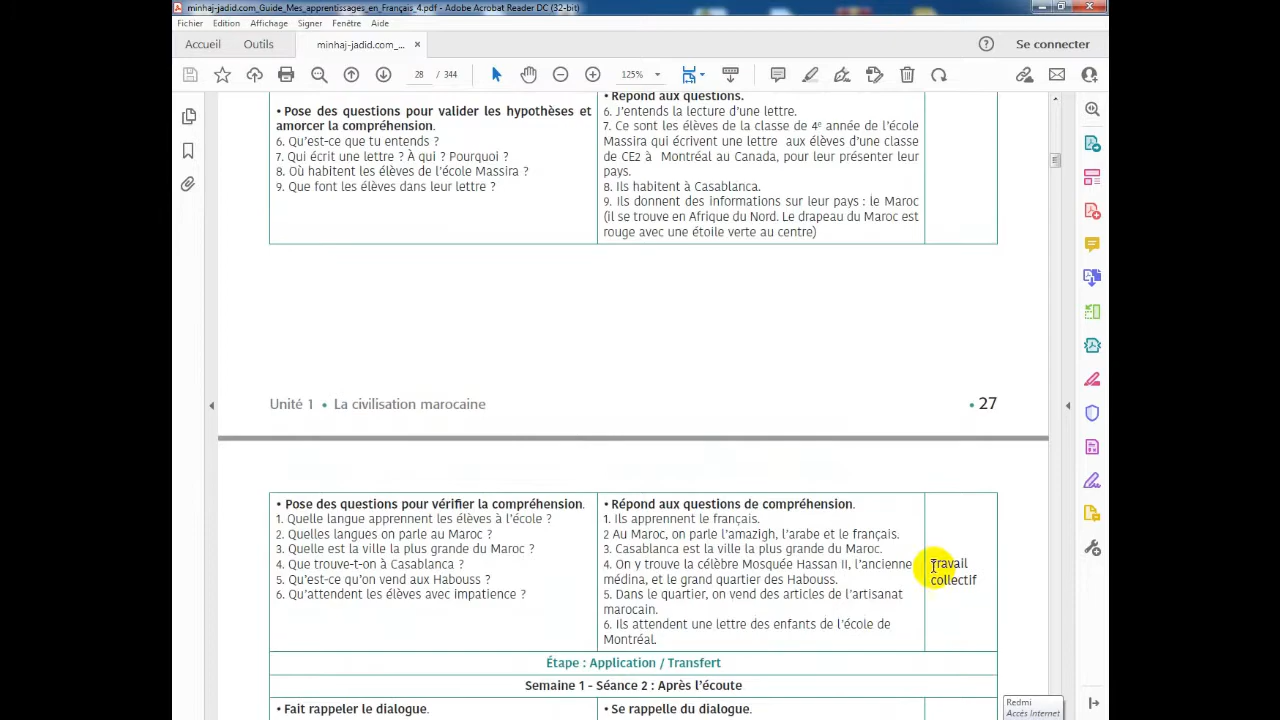 minhaj-jadid.com_Guide_Mes_apprentissages_en_Français_4.pdf - Adobe Acrobat Reader DC (32-bit)
Fichier Edition Affichage Signer Fenêtre Aide
Accueil Outils minhaj-jadid.com_... × Se connecter
28 / 344 125%
• Pose des questions pour valider les hypothèses et
amorcer la compréhension.
6. Qu'est-ce que tu entends ?
7. Qui écrit une lettre ? À qui ? Pourquoi ?
8. Où habitent les élèves de l'école Massira ?
9. Que font les élèves dans leur lettre ?
• Répond aux questions.
6. J'entends la lecture d'une lettre.
7. Ce sont les élèves de la classe de 4e année de l'école
Massira qui écrivent une lettre aux élèves d'une classe
de CE2 à Montréal au Canada, pour leur présenter leur
pays.
8. Ils habitent à Casablanca.
9. Ils donnent des informations sur leur pays : le Maroc
(il se trouve en Afrique du Nord. Le drapeau du Maroc est
rouge avec une étoile verte au centre)
Unité 1 • La civilisation marocaine
• 27
• Pose des questions pour vérifier la compréhension.
1. Quelle langue apprennent les élèves à l'école ?
2. Quelles langues on parle au Maroc ?
3. Quelle est la ville la plus grande du Maroc ?
4. Que trouve-t-on à Casablanca ?
5. Qu'est-ce qu'on vend aux Habouss ?
6. Qu'attendent les élèves avec impatience ?
• Répond aux questions de compréhension.
1. Ils apprennent le français.
2 Au Maroc, on parle l'amazigh, l'arabe et le français.
3. Casablanca est la ville la plus grande du Maroc.
4. On y trouve la célèbre Mosquée Hassan II, l'ancienne
médina, et le grand quartier des Habouss.
5. Dans le quartier, on vend des articles de l'artisanat
marocain.
6. Ils attendent une lettre des enfants de l'école de
Montréal.
Travail
collectif
Étape : Application / Transfert
Semaine 1 - Séance 2 : Après l'écoute
• Fait rappeler le dialogue.
• Se rappelle du dialogue.
Redmi
Accès Internet